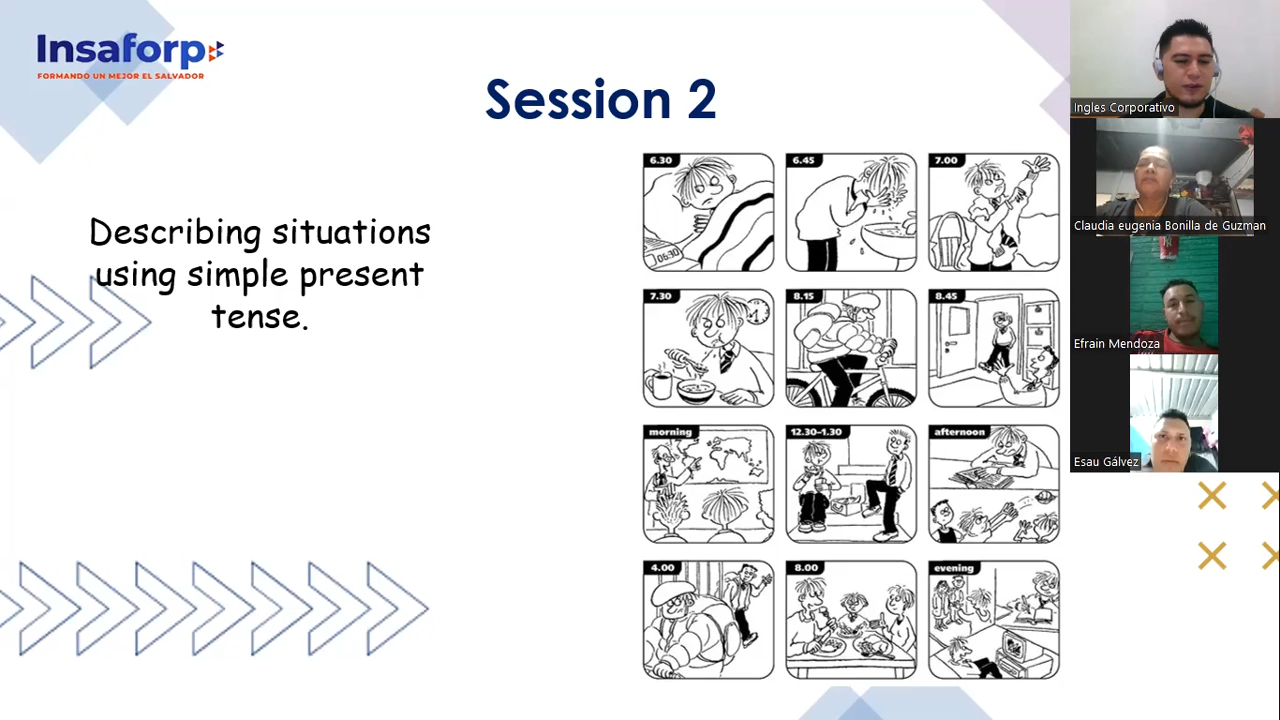 Insaforp
FORMANDO UN MEJOR EL SALVADOR
Session 2
Describing situations
using simple present
tense.
6.30
6.45
7.00
0630
7.30
8.15
8.45
morning
12.30–1.30
afternoon
4.00
8.00
evening
Ingles Corporativo
Claudia eugenia Bonilla de Guzman
Efrain Mendoza
Esau Gálvez